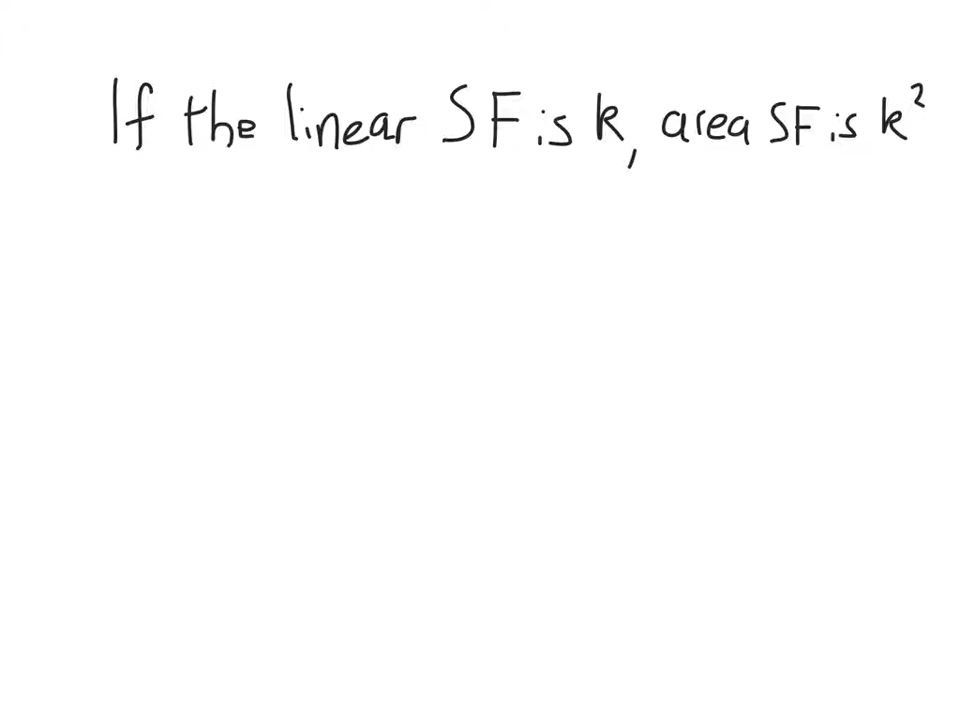 If the linear SF is k, area SF is k²